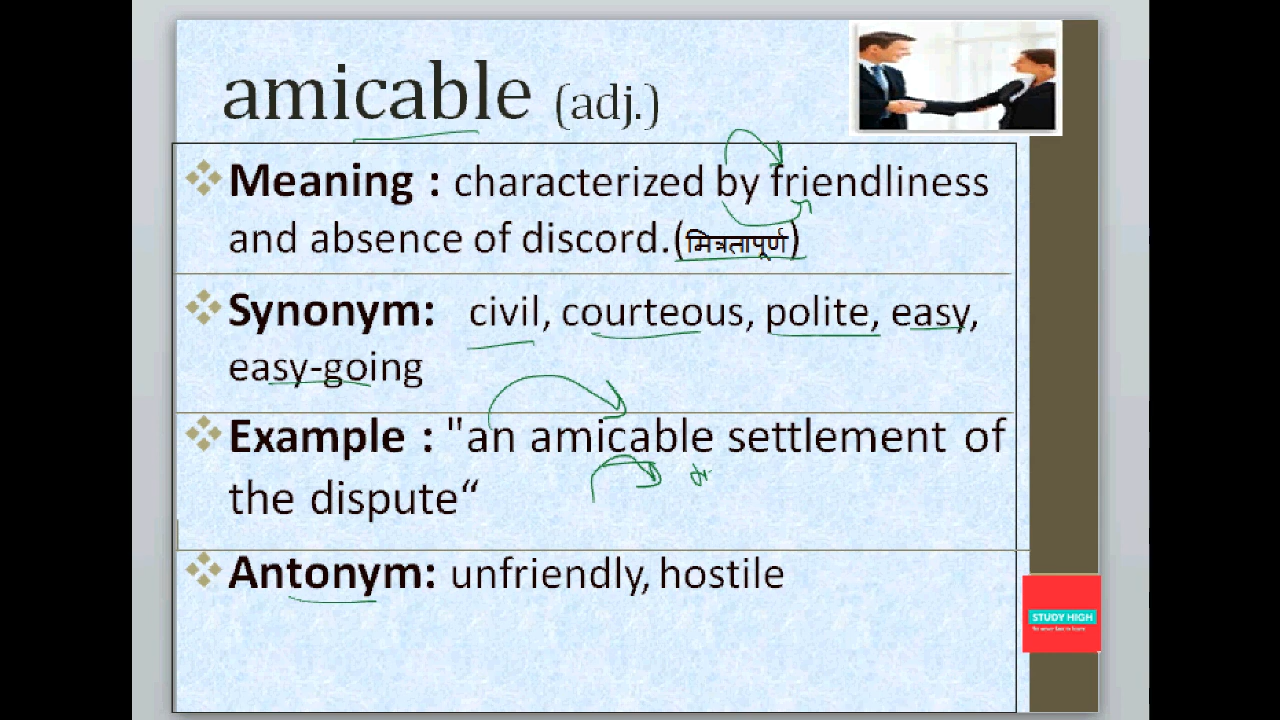 amicable (adj.)
Meaning : characterized by friendliness
and absence of discord.(मित्रतापूर्ण)
Synonym: civil, courteous, polite, easy,
easy-going
Example : "an amicable settlement of
the dispute“
Antonym: unfriendly, hostile
STUDY HIGH